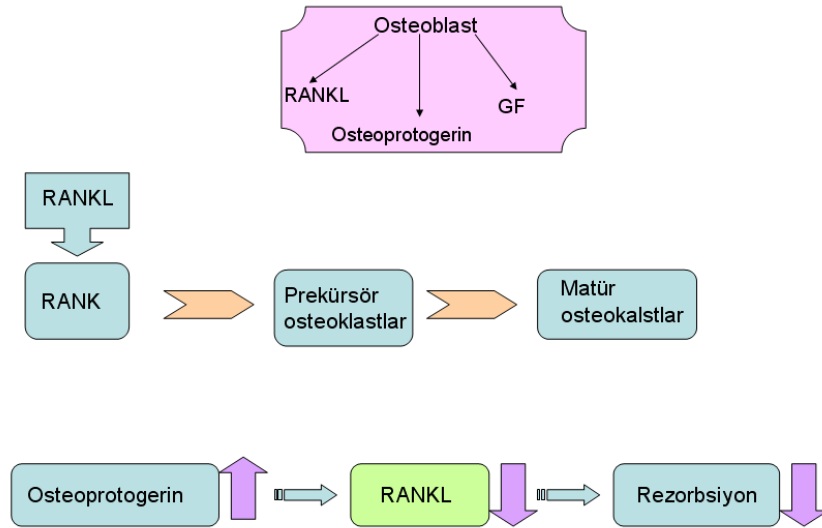 Osteoblast
RANKL
GF
Osteoprotogerin
RANKL
RANK
Prekürsör
osteoklastlar
Matür
osteokalstlar
Osteoprotogerin
RANKL
Rezorbsiyon